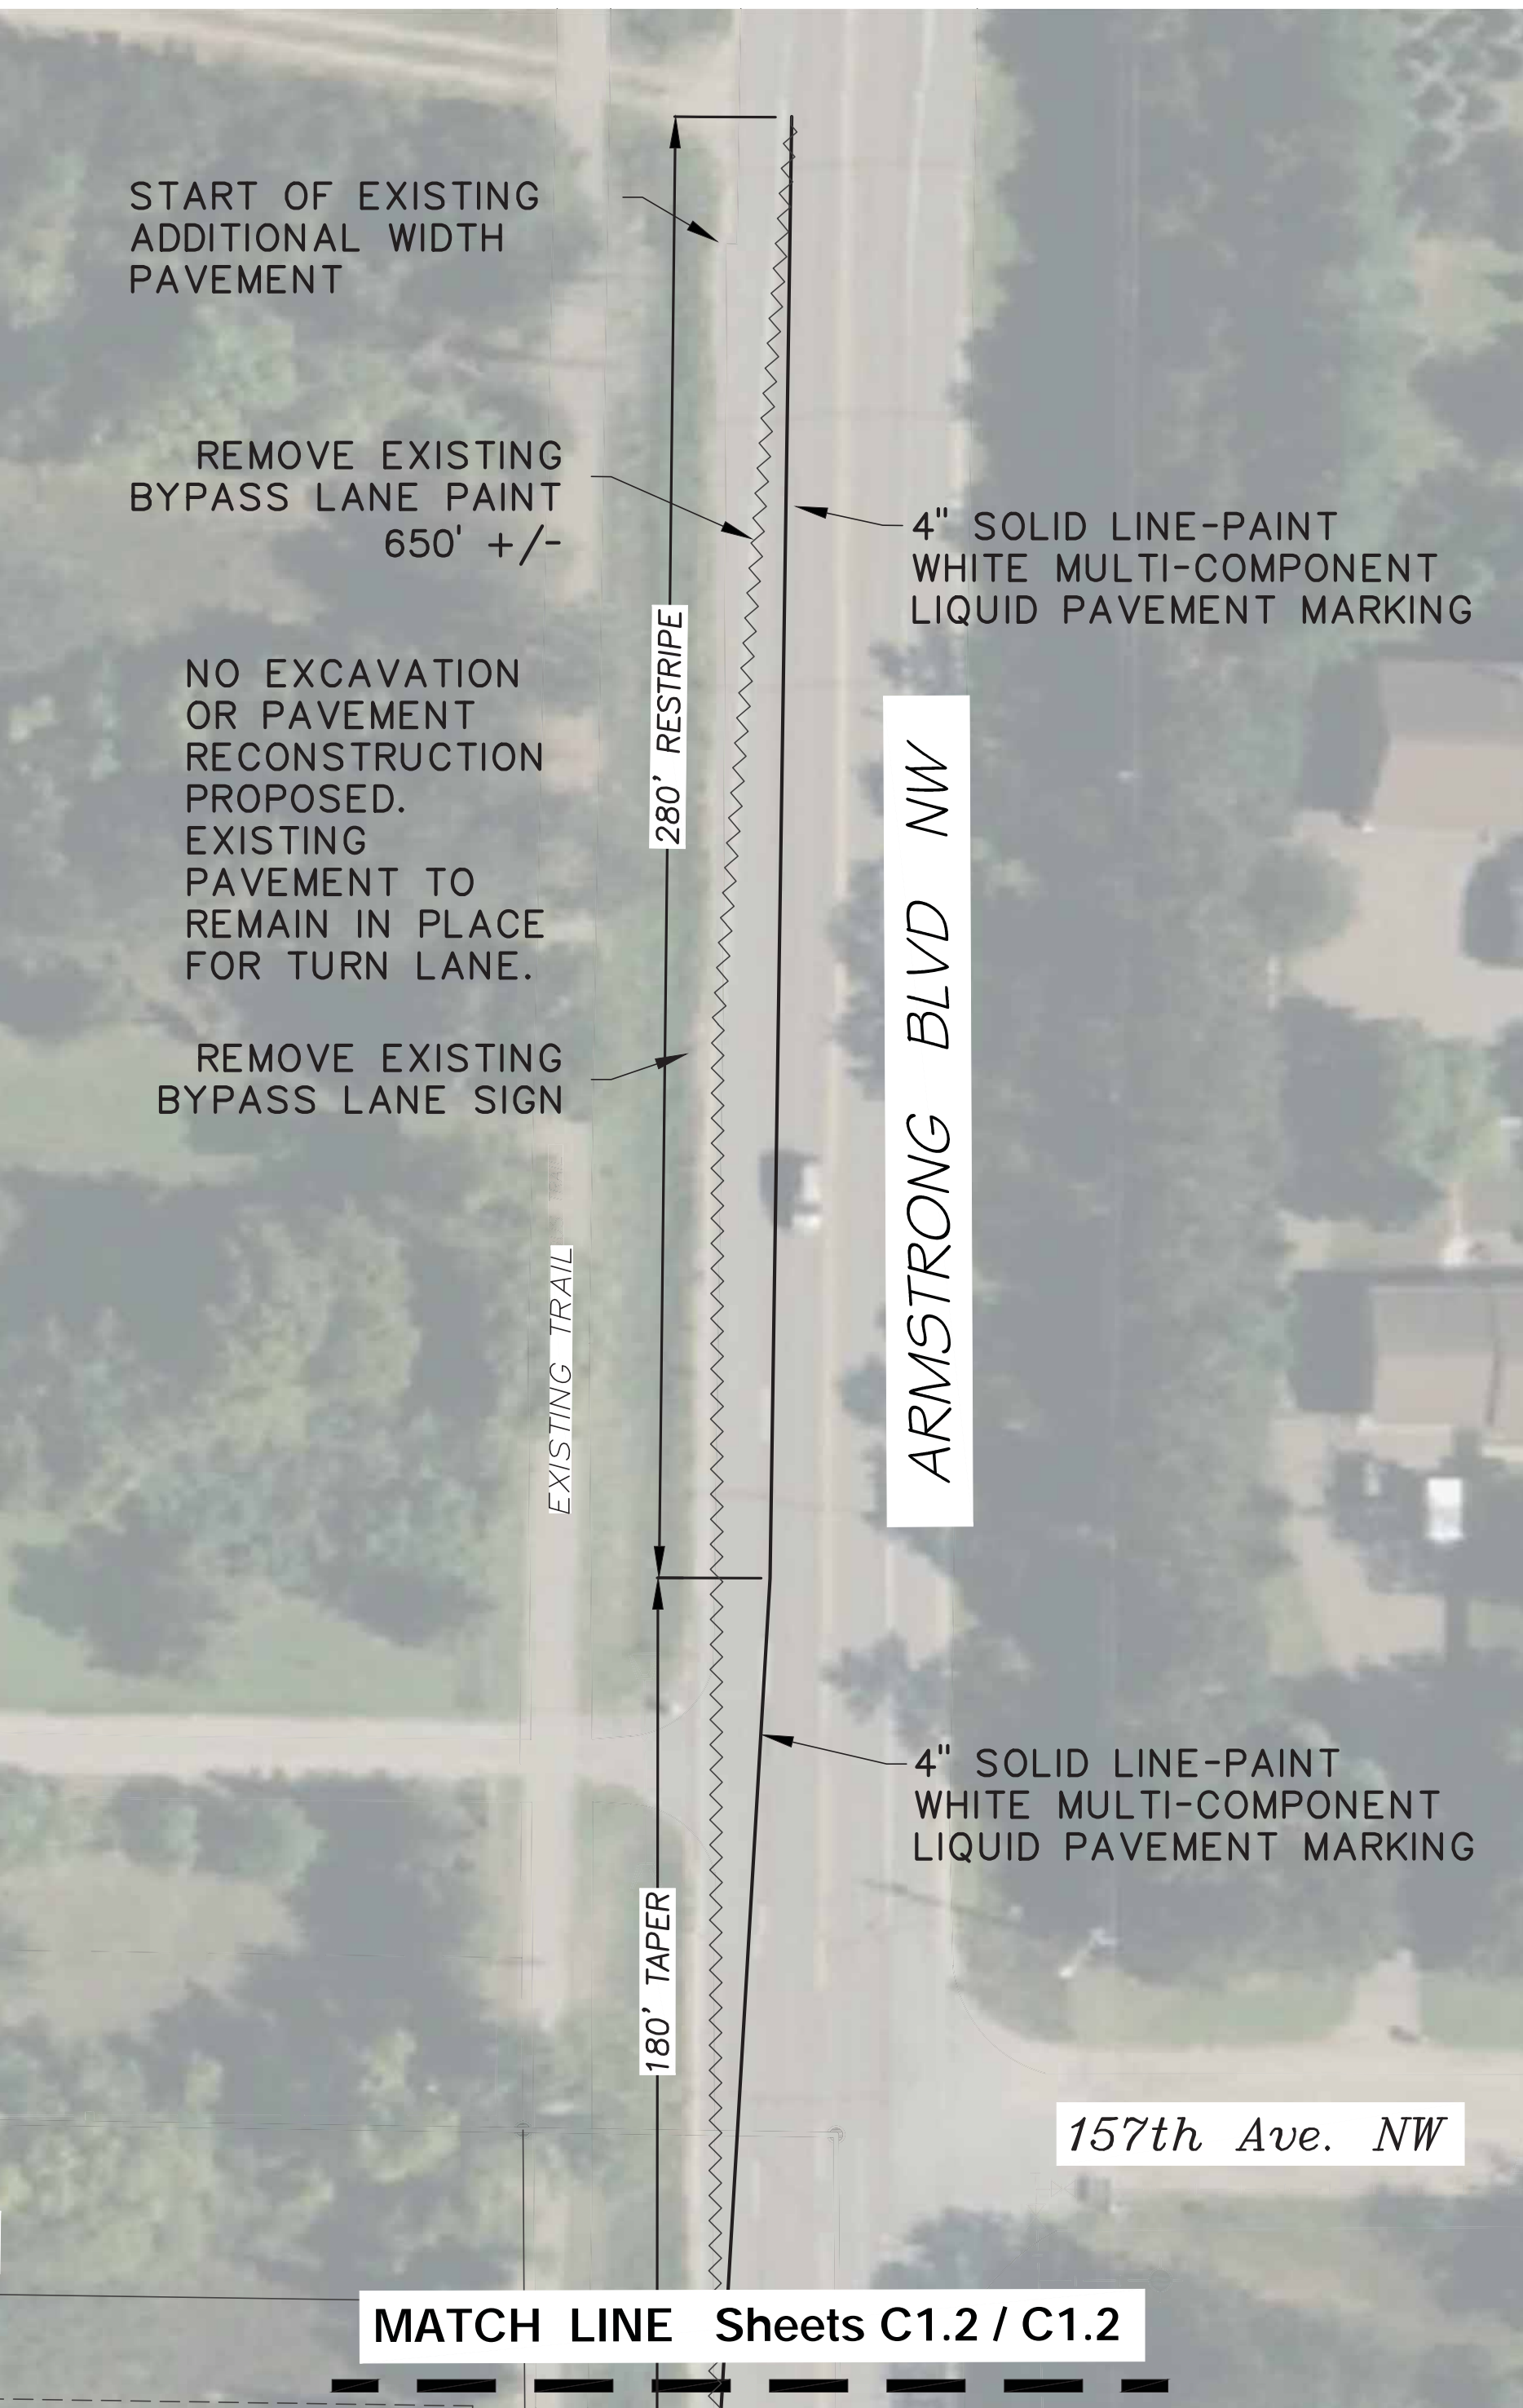 START OF EXISTING
ADDITIONAL WIDTH
PAVEMENT
REMOVE EXISTING
BYPASS LANE PAINT
650' +/-
4" SOLID LINE-PAINT
WHITE MULTI-COMPONENT
LIQUID PAVEMENT MARKING
280' RESTRIPE
NO EXCAVATION
OR PAVEMENT
RECONSTRUCTION
PROPOSED.
EXISTING
PAVEMENT TO
REMAIN IN PLACE
FOR TURN LANE.
ARMSTRONG BLVD NW
REMOVE EXISTING
BYPASS LANE SIGN
EXISTING TRAIL
4" SOLID LINE-PAINT
WHITE MULTI-COMPONENT
LIQUID PAVEMENT MARKING
180' TAPER
157th Ave. NW
MATCH LINE Sheets C1.2 / C1.2